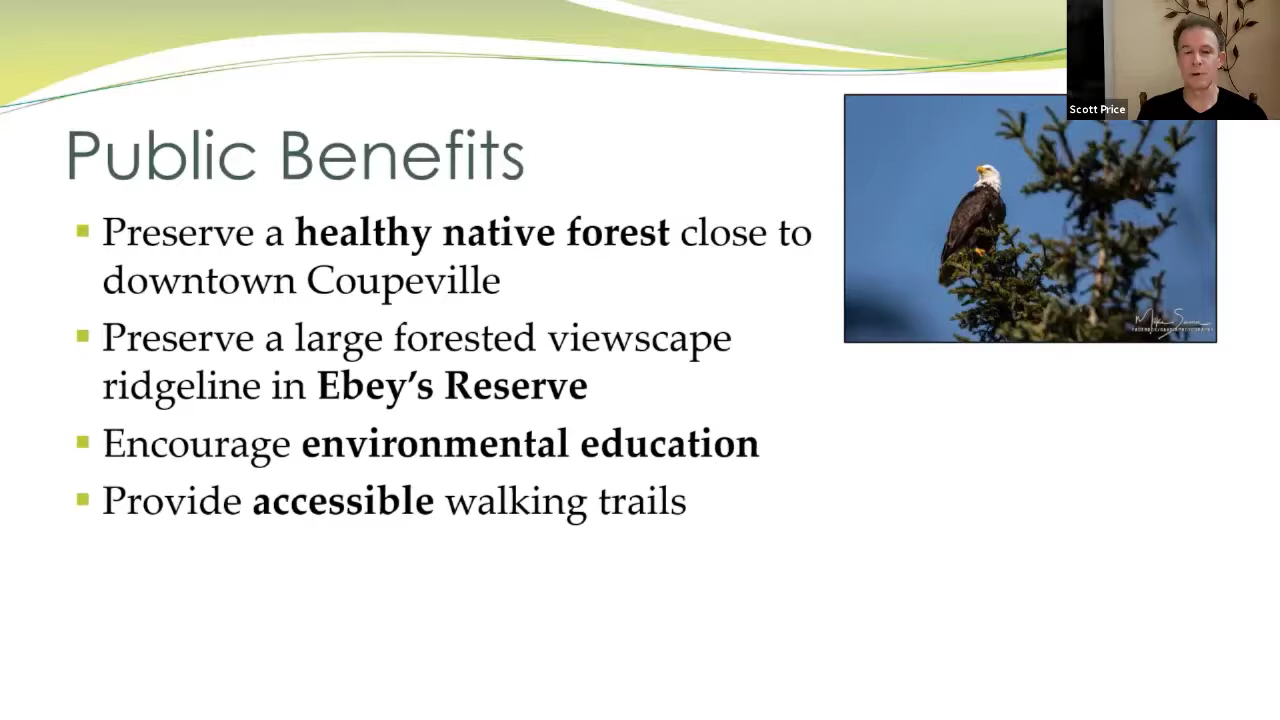 Scott Price
Public Benefits
Preserve a healthy native forest close to
downtown Coupeville
Preserve a large forested viewscape
ridgeline in Ebey’s Reserve
Encourage environmental education
Provide accessible walking trails